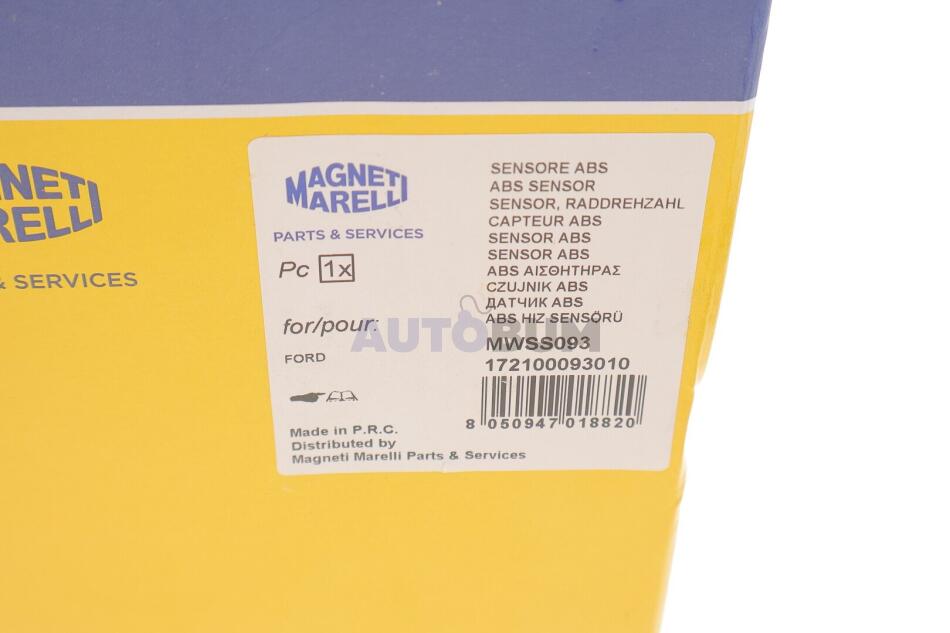 NETI
RELLI
& SERVICES
MAGNETI
MARELLI
PARTS & SERVICES
Pc 1x
for/pour:
FORD
Made in P.R.C.
Distributed by
Magneti Marelli Parts & Services
SENSORE ABS
ABS SENSOR
SENSOR, RADDREHZAHL
CAPTEUR ABS
SENSOR ABS
SENSOR ABS
ABS ΑΙΣΘΗΤΗΡΑΣ
CZUJNIK ABS
ДАТЧИК ABS
ABS HIZ SENSÖRÜ
MWSS093
172100093010
8 050947 018820
AUTOBUM